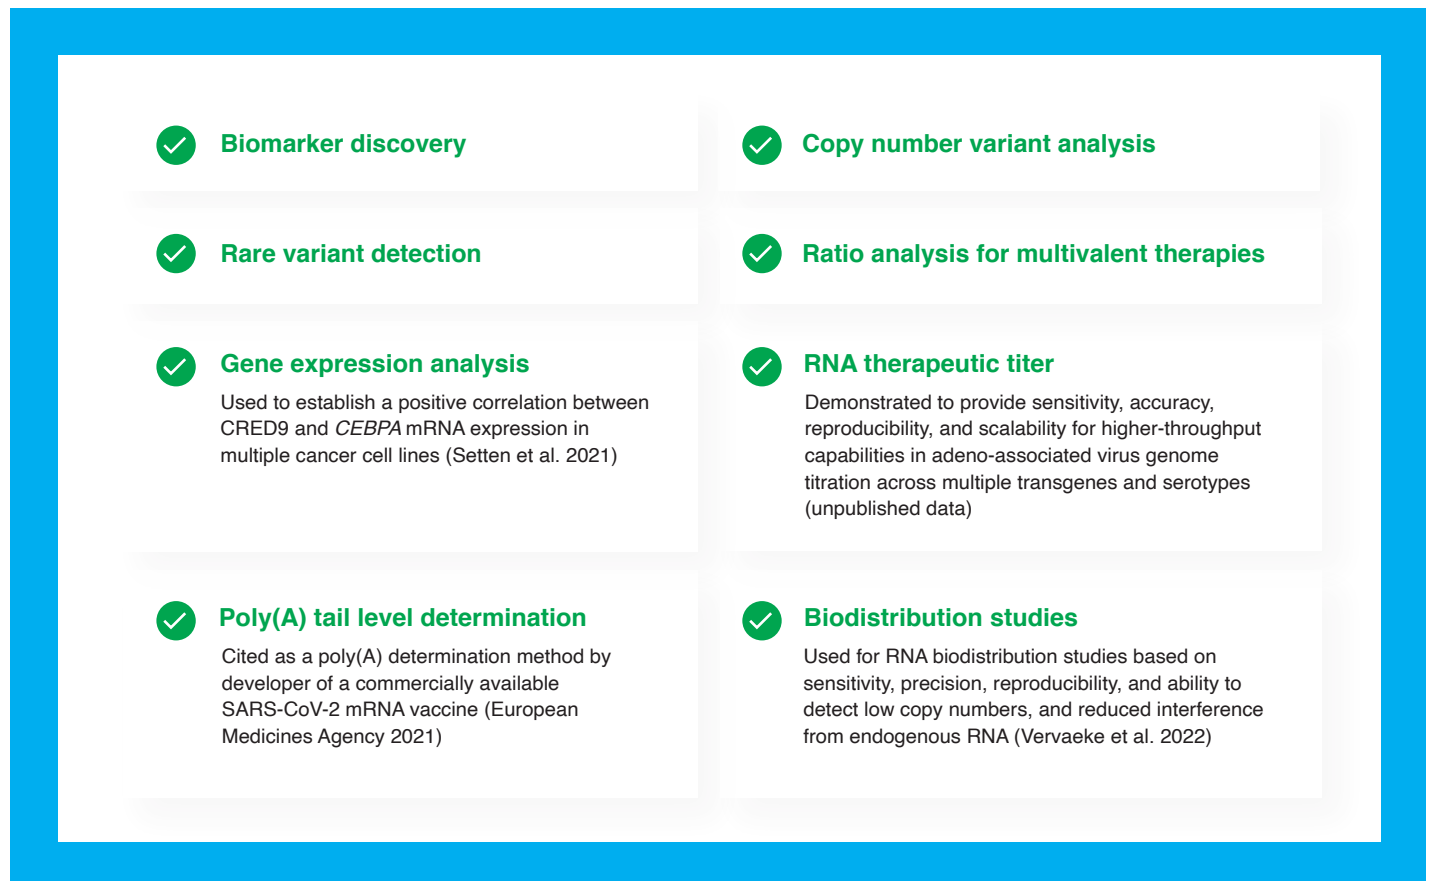 Biomarker discovery
Copy number variant analysis
Rare variant detection
Ratio analysis for multivalent therapies
Gene expression analysis
Used to establish a positive correlation between
CRED9 and CEBPA mRNA expression in
multiple cancer cell lines (Setten et al. 2021)
RNA therapeutic titer
Demonstrated to provide sensitivity, accuracy,
reproducibility, and scalability for higher-throughput
capabilities in adeno-associated virus genome
titration across multiple transgenes and serotypes
(unpublished data)
Poly(A) tail level determination
Cited as a poly(A) determination method by
developer of a commercially available
SARS-CoV-2 mRNA vaccine (European
Medicines Agency 2021)
Biodistribution studies
Used for RNA biodistribution studies based on
sensitivity, precision, reproducibility, and ability to
detect low copy numbers, and reduced interference
from endogenous RNA (Vervaeke et al. 2022)